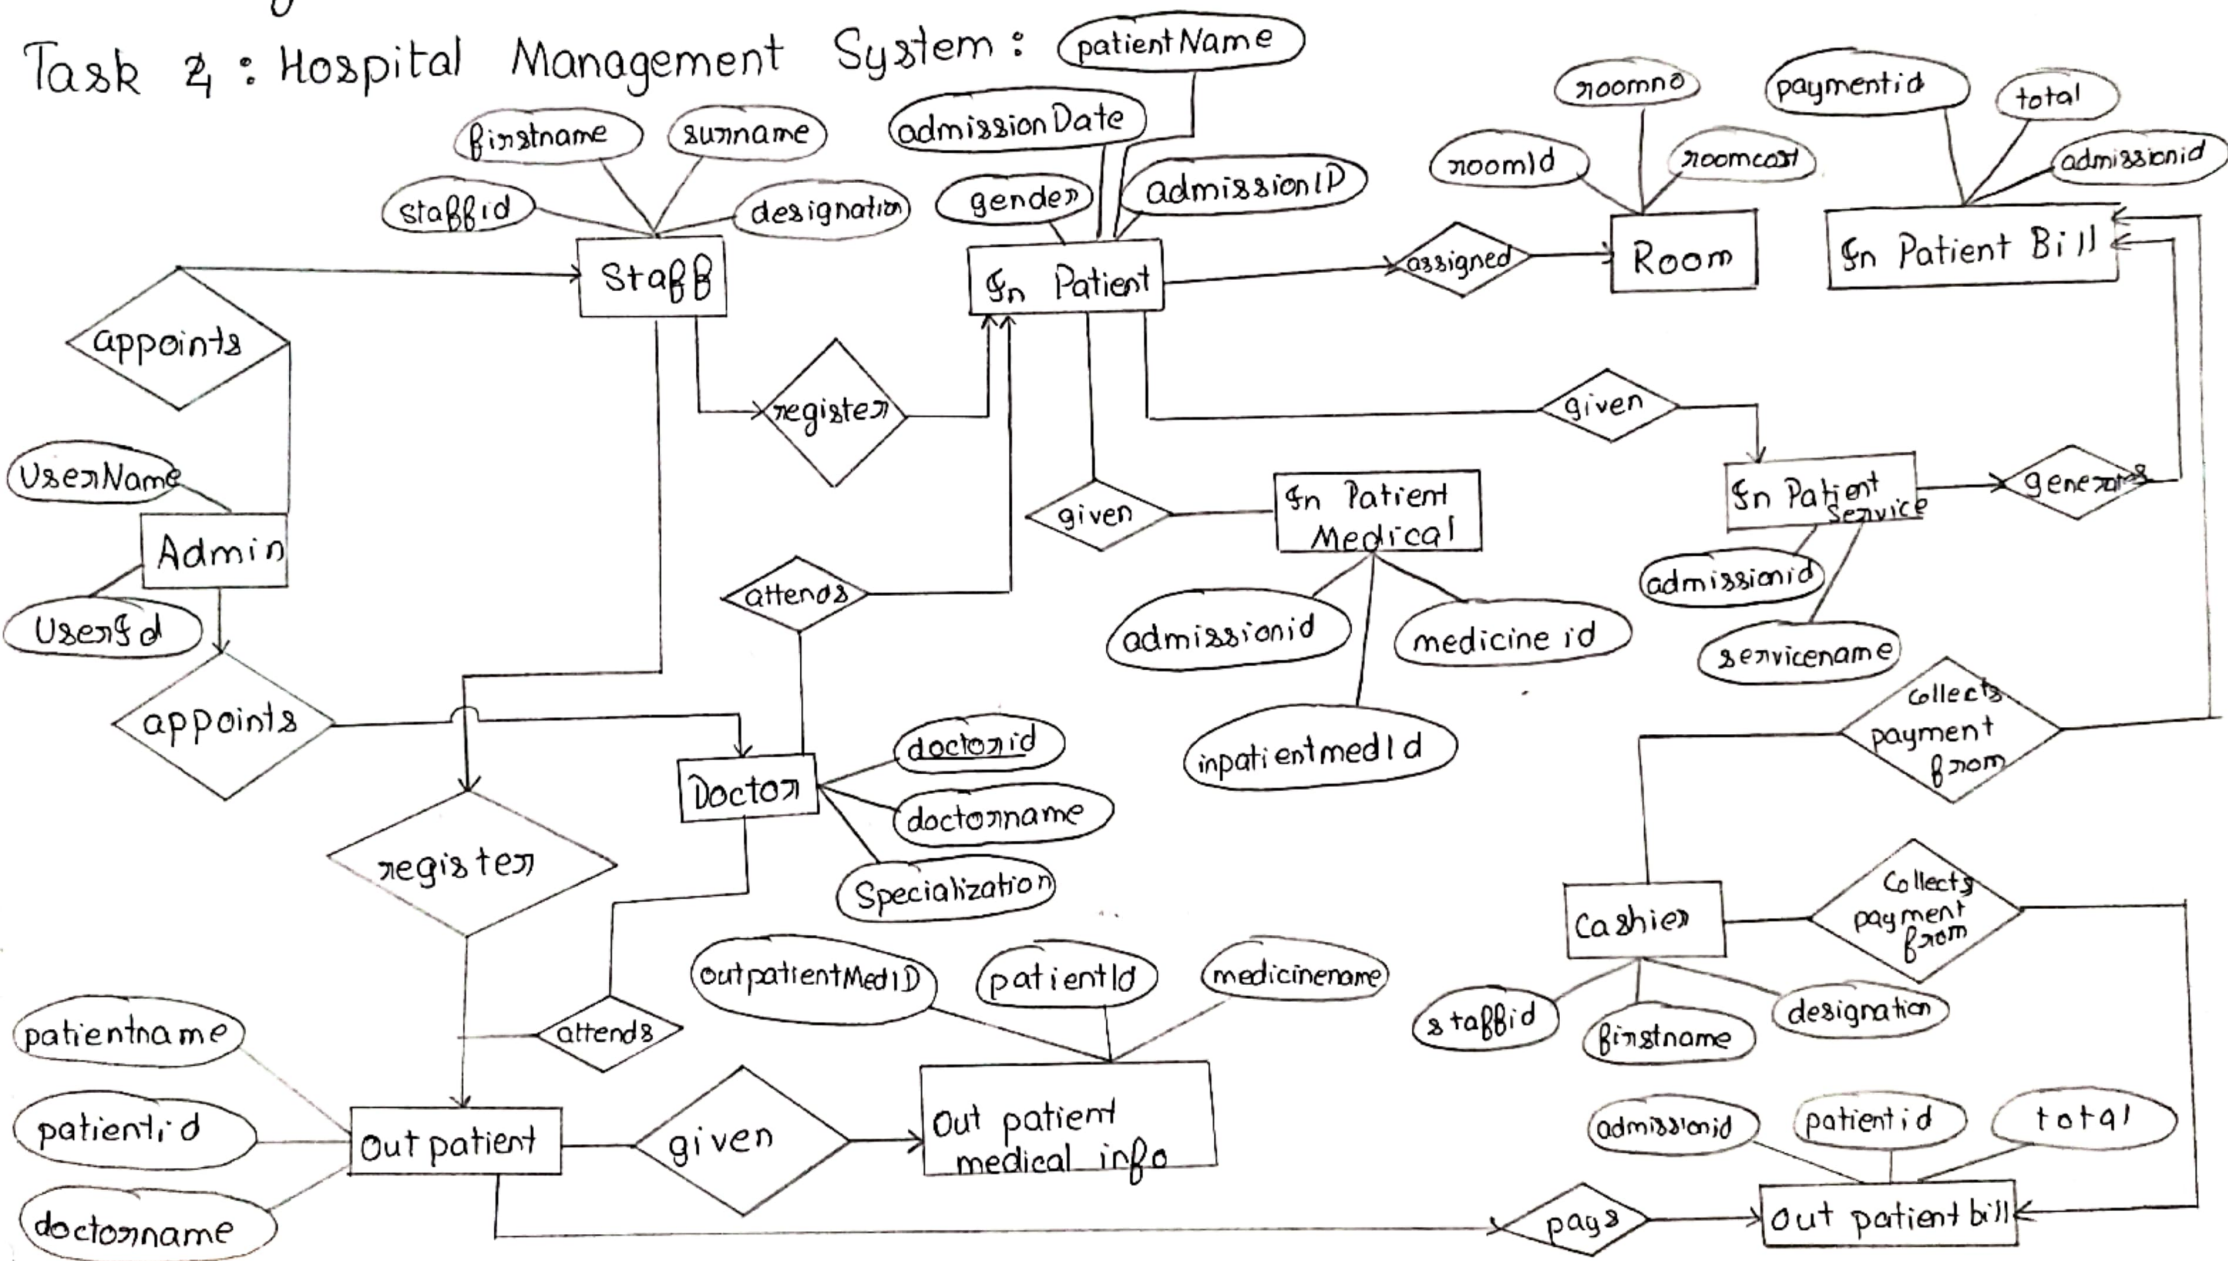 Task 4 : Hospital Management System :
patientName
admissionDate
firstname
surname
staffid
designation
gender
admissionID
roomno
roomId
roomcost
paymentid
total
admissionid
Staff
In Patient
assigned
Room
In Patient Bill
appoints
register
given
UserName
Admin
UserId
given
In Patient
Medical
In Patient
Service
generates
attends
admissionid
medicine id
inpatientmedId
admissionid
servicename
Collects
payment
from
appoints
Doctor
doctorid
doctorname
Specialization
register
Cashier
Collects
payment
from
staffid
firstname
designation
outpatientMedID
patientId
medicinename
attends
patientname
patientid
doctorname
Out patient
given
Out patient
medical info
admissionid
patientid
total
pays
Out patient bill